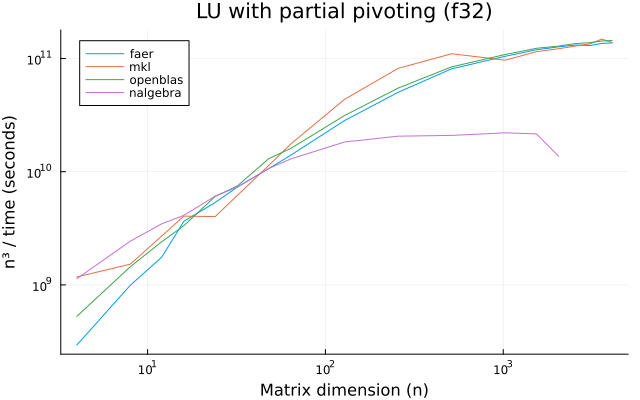 LU with partial pivoting (f32)
faer
mkl
openblas
nalgebra
n³ / time (seconds)
10¹¹
10¹⁰
10⁹
10¹
10²
10³
Matrix dimension (n)